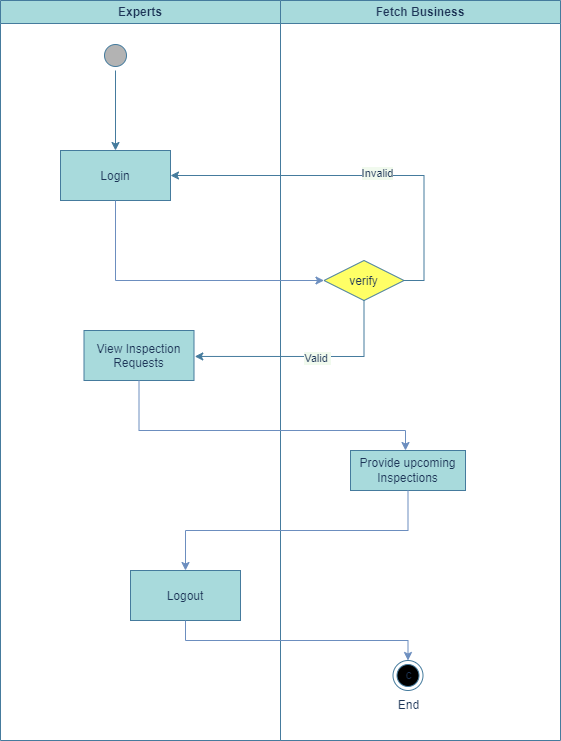 Experts
Fetch Business
Login
Invalid
verify
View Inspection
Requests
Valid
Provide upcoming
Inspections
Logout
End